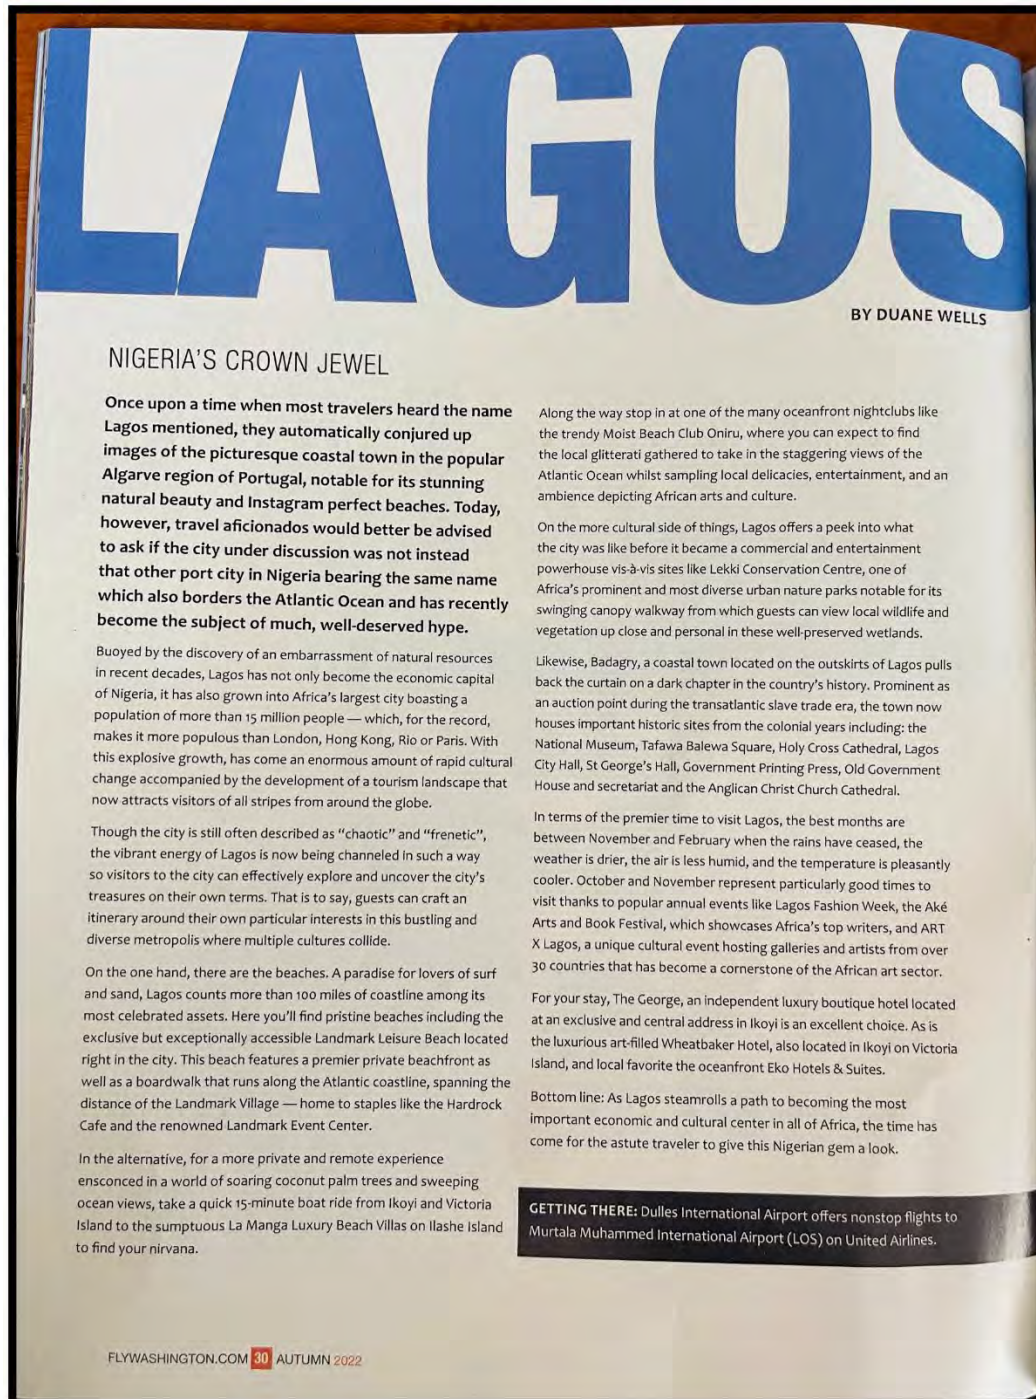 LAGOS
BY DUANE WELLS
NIGERIA'S CROWN JEWEL
Once upon a time when most travelers heard the name
Lagos mentioned, they automatically conjured up
images of the picturesque coastal town in the popular
Algarve region of Portugal, notable for its stunning
natural beauty and Instagram perfect beaches. Today,
however, travel aficionados would better be advised
to ask if the city under discussion was not instead
that other port city in Nigeria bearing the same name
which also borders the Atlantic Ocean and has recently
become the subject of much, well-deserved hype.
Buoyed by the discovery of an embarrassment of natural resources
in recent decades, Lagos has not only become the economic capital
of Nigeria, it has also grown into Africa's largest city boasting a
population of more than 15 million people — which, for the record,
makes it more populous than London, Hong Kong, Rio or Paris. With
this explosive growth, has come an enormous amount of rapid cultural
change accompanied by the development of a tourism landscape that
now attracts visitors of all stripes from around the globe.
Though the city is still often described as "chaotic" and "frenetic",
the vibrant energy of Lagos is now being channeled in such a way
so visitors to the city can effectively explore and uncover the city's
treasures on their own terms. That is to say, guests can craft an
itinerary around their own particular interests in this bustling and
diverse metropolis where multiple cultures collide.
On the one hand, there are the beaches. A paradise for lovers of surf
and sand, Lagos counts more than 100 miles of coastline among its
most celebrated assets. Here you'll find pristine beaches including the
exclusive but exceptionally accessible Landmark Leisure Beach located
right in the city. This beach features a premier private beachfront as
well as a boardwalk that runs along the Atlantic coastline, spanning the
distance of the Landmark Village — home to staples like the Hardrock
Cafe and the renowned Landmark Event Center.
In the alternative, for a more private and remote experience
ensconced in a world of soaring coconut palm trees and sweeping
ocean views, take a quick 15-minute boat ride from Ikoyi and Victoria
Island to the sumptuous La Manga Luxury Beach Villas on Ilashe Island
to find your nirvana.
Along the way stop in at one of the many oceanfront nightclubs like
the trendy Moist Beach Club Oniru, where you can expect to find
the local glitterati gathered to take in the staggering views of the
Atlantic Ocean whilst sampling local delicacies, entertainment, and an
ambience depicting African arts and culture.
On the more cultural side of things, Lagos offers a peek into what
the city was like before it became a commercial and entertainment
powerhouse vis-à-vis sites like Lekki Conservation Centre, one of
Africa's prominent and most diverse urban nature parks notable for its
swinging canopy walkway from which guests can view local wildlife and
vegetation up close and personal in these well-preserved wetlands.
Likewise, Badagry, a coastal town located on the outskirts of Lagos pulls
back the curtain on a dark chapter in the country's history. Prominent as
an auction point during the transatlantic slave trade era, the town now
houses important historic sites from the colonial years including: the
National Museum, Tafawa Balewa Square, Holy Cross Cathedral, Lagos
City Hall, St George's Hall, Government Printing Press, Old Government
House and secretariat and the Anglican Christ Church Cathedral.
In terms of the premier time to visit Lagos, the best months are
between November and February when the rains have ceased, the
weather is drier, the air is less humid, and the temperature is pleasantly
cooler. October and November represent particularly good times to
visit thanks to popular annual events like Lagos Fashion Week, the Aké
Arts and Book Festival, which showcases Africa's top writers, and ART
X Lagos, a unique cultural event hosting galleries and artists from over
30 countries that has become a cornerstone of the African art sector.
For your stay, The George, an independent luxury boutique hotel located
at an exclusive and central address in Ikoyi is an excellent choice. As is
the luxurious art-filled Wheatbaker Hotel, also located in Ikoyi on Victoria
Island, and local favorite the oceanfront Eko Hotels & Suites.
Bottom line: As Lagos steamrolls a path to becoming the most
important economic and cultural center in all of Africa, the time has
come for the astute traveler to give this Nigerian gem a look.
GETTING THERE: Dulles International Airport offers nonstop flights to
Murtala Muhammed International Airport (LOS) on United Airlines.
FLYWASHINGTON.COM 30 AUTUMN 2022